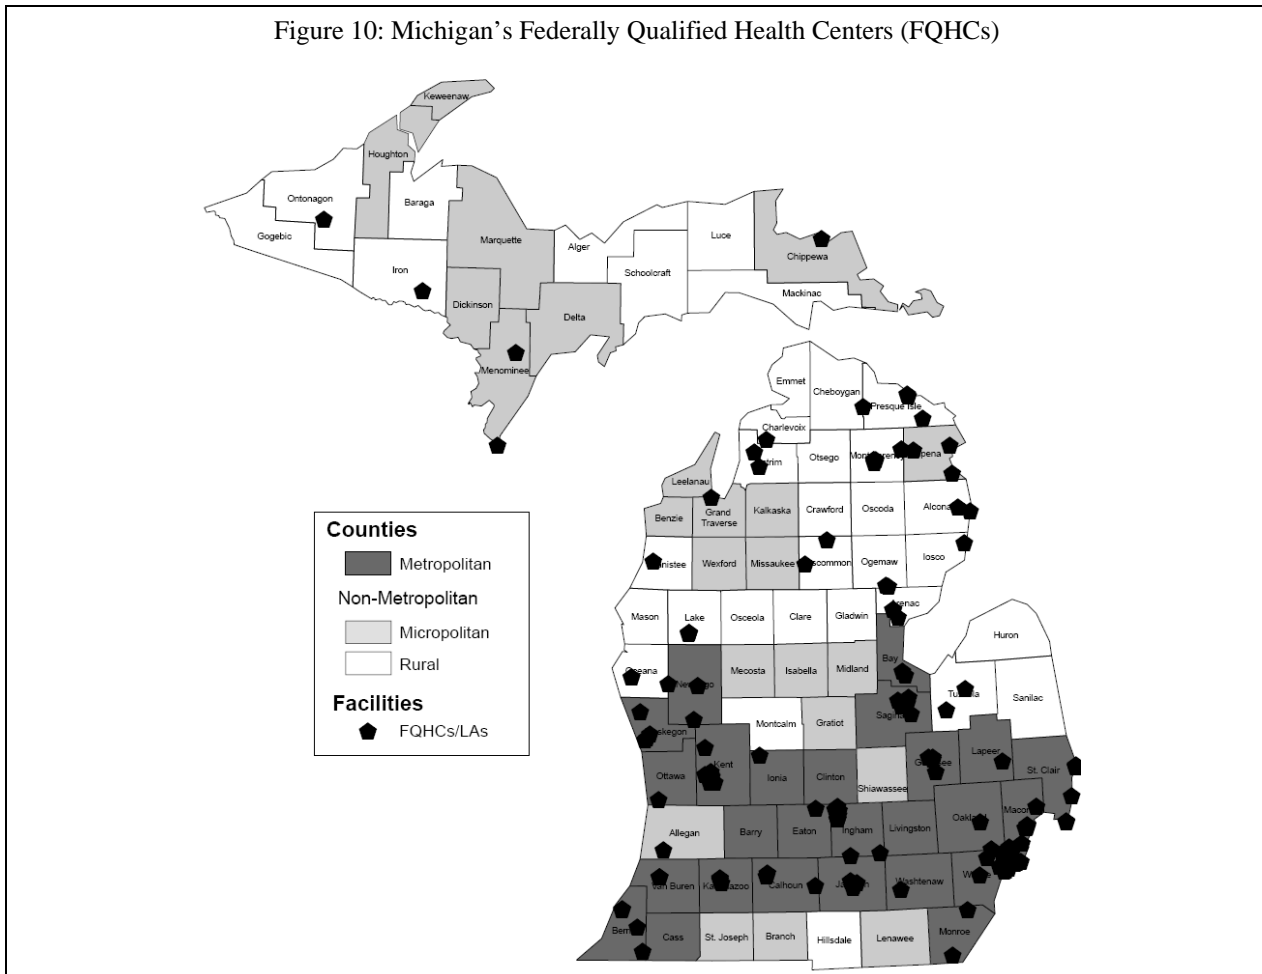 Figure 10: Michigan's Federally Qualified Health Centers (FQHCs)
Keweenaw
Houghton
Ontonagon
Baraga
Gogebic
Marquette
Alger
Luce
Chippewa
Iron
Schoolcraft
Mackinac
Dickinson
Delta
Menominee
Emmet
Cheboygan
Presque Isle
Charlevoix
Otsego
Leelanau
Benzie
Grand
Traverse
Kalkaska
Crawford
Oscoda
Alcona
Wexford
Missaukee
Ogemaw
Iosco
Mason
Lake
Osceola
Clare
Gladwin
Huron
Bay
Mecosta
Isabella
Midland
Sanilac
Montcalm
Gratiot
Kent
Ottawa
Ionia
Clinton
Shiawassee
Lapeer
St. Clair
Allegan
Barry
Eaton
Ingham
Livingston
Washtenaw
Calhoun
Cass
St. Joseph
Branch
Hillsdale
Lenawee
Monroe
Counties
Metropolitan
Non-Metropolitan
Micropolitan
Rural
Facilities
FQHCs/LAs